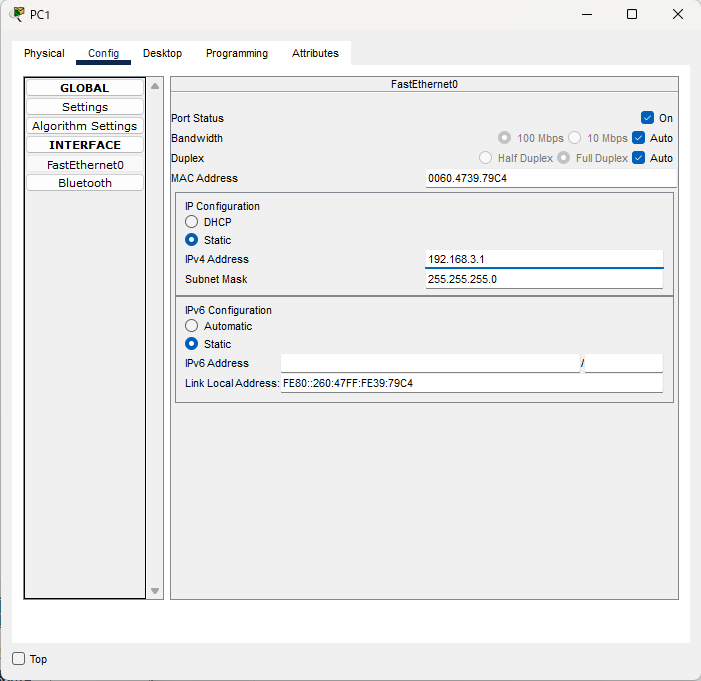 PC1
Physical Config Desktop Programming Attributes
GLOBAL
Settings
Algorithm Settings
INTERFACE
FastEthernet0
Bluetooth
FastEthernet0
Port Status On
Bandwidth 100 Mbps 10 Mbps Auto
Duplex Half Duplex Full Duplex Auto
MAC Address 0060.4739.79C4
IP Configuration
DHCP
Static
IPv4 Address 192.168.3.1
Subnet Mask 255.255.255.0
IPv6 Configuration
Automatic
Static
IPv6 Address /
Link Local Address: FE80::260:47FF:FE39:79C4
Top